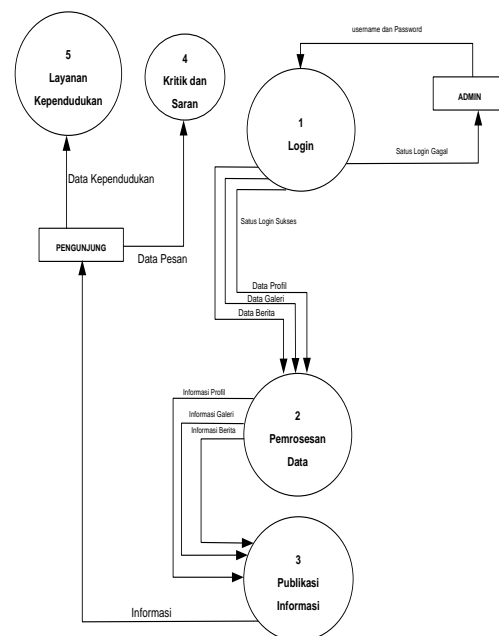 username dan Password
5
Layanan
Kependudukan
4
Kritik dan
Saran
1
Login
ADMIN
Satus Login Gagal
Data Kependudukan
Satus Login Sukses
PENGUNJUNG
Data Pesan
Data Profil
Data Galeri
Data Berita
Informasi Profil
Informasi Galeri
Informasi Berita
2
Pemrosesan
Data
3
Publikasi
Informasi
Informasi